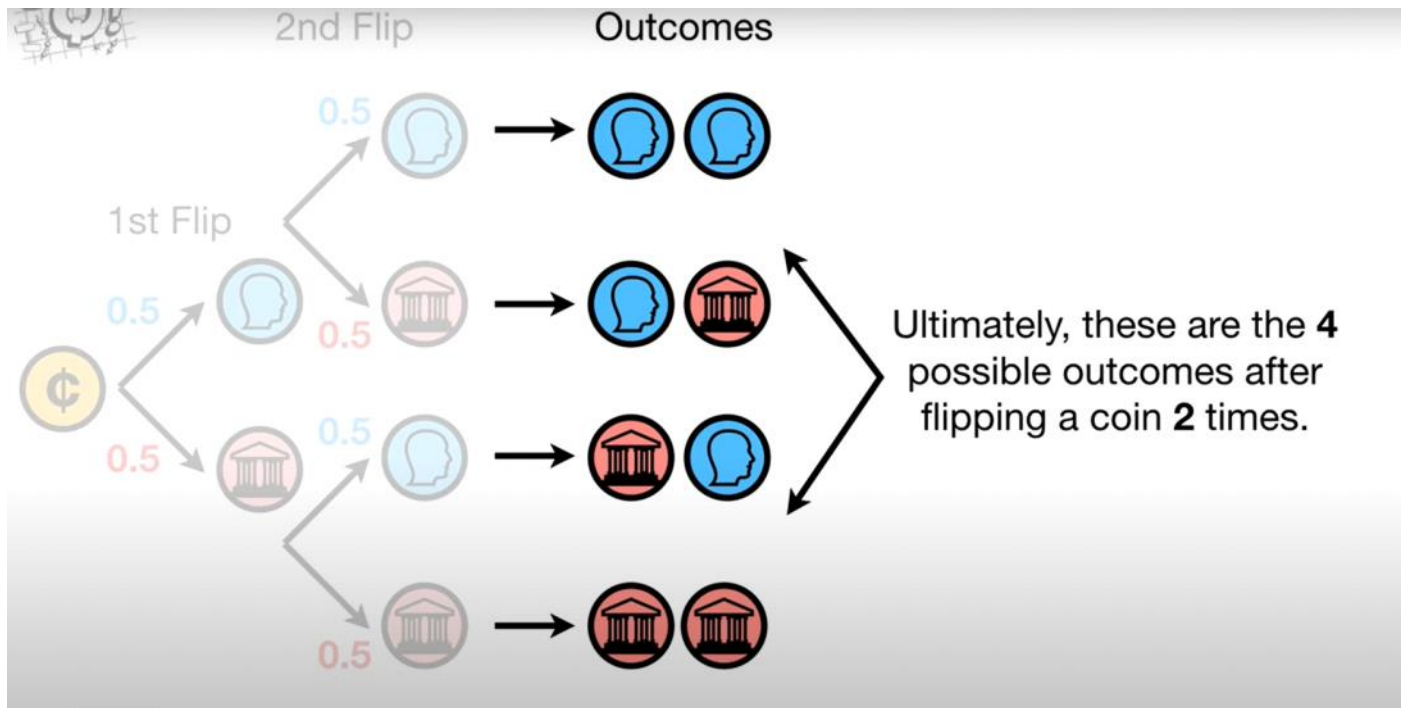 2nd Flip
Outcomes
0.5
1st Flip
0.5
0.5
¢
Ultimately, these are the 4
possible outcomes after
flipping a coin 2 times.
0.5
0.5
0.5